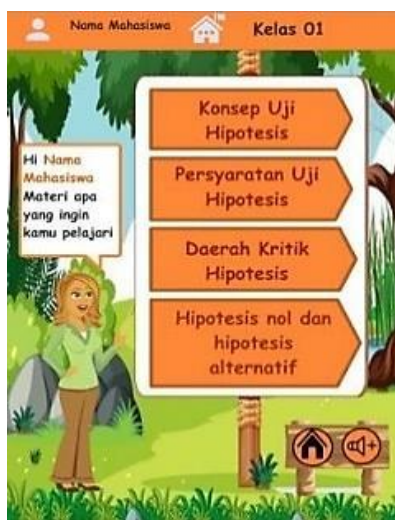 Nama Mahasiswa
Kelas 01
Konsep Uji
Hipotesis
Hi Nama
Mahasiswa
Materi apa
yang ingin
kamu pelajari
Persyaratan Uji
Hipotesis
Daerah Kritik
Hipotesis
Hipotesis nol dan
hipotesis
alternatif